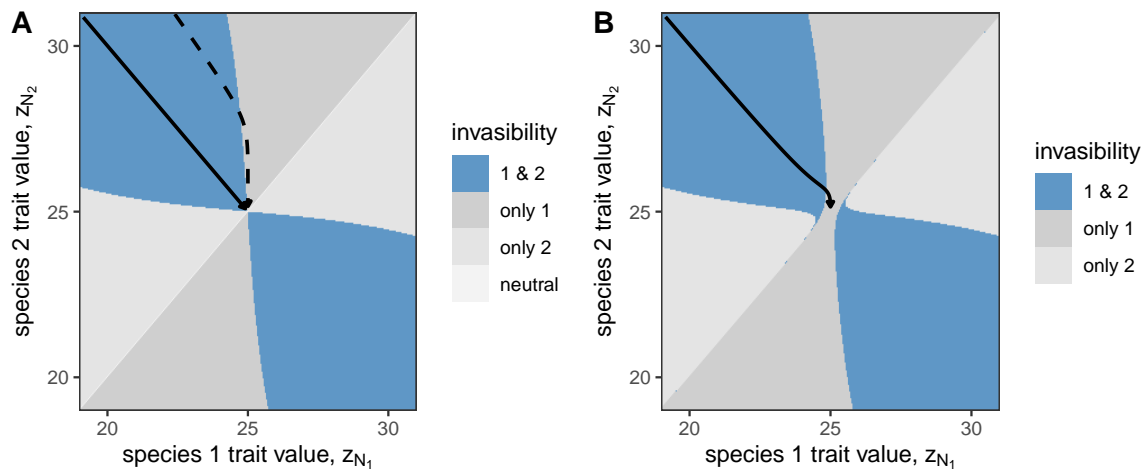 A
30
25
20
species 2 trait value, zN2
20
25
30
species 1 trait value, zN1
invasibility
1 & 2
only 1
only 2
neutral
B
30
25
20
species 2 trait value, zN2
20
25
30
species 1 trait value, zN1
invasibility
1 & 2
only 1
only 2